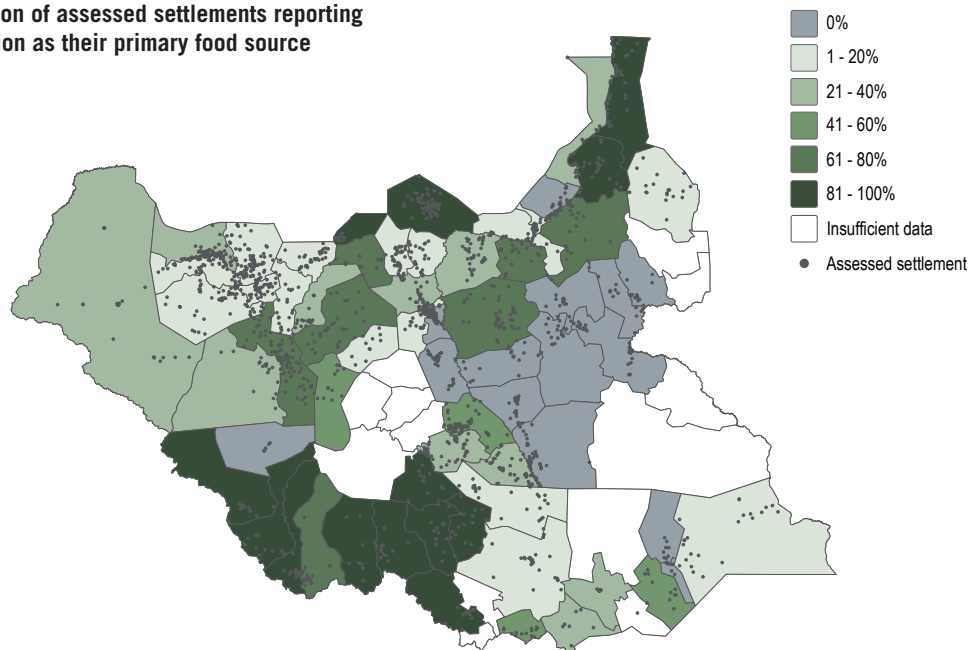 on of assessed settlements reporting
ion as their primary food source
0%
1 - 20%
21 - 40%
41 - 60%
61 - 80%
81 - 100%
Insufficient data
Assessed settlement